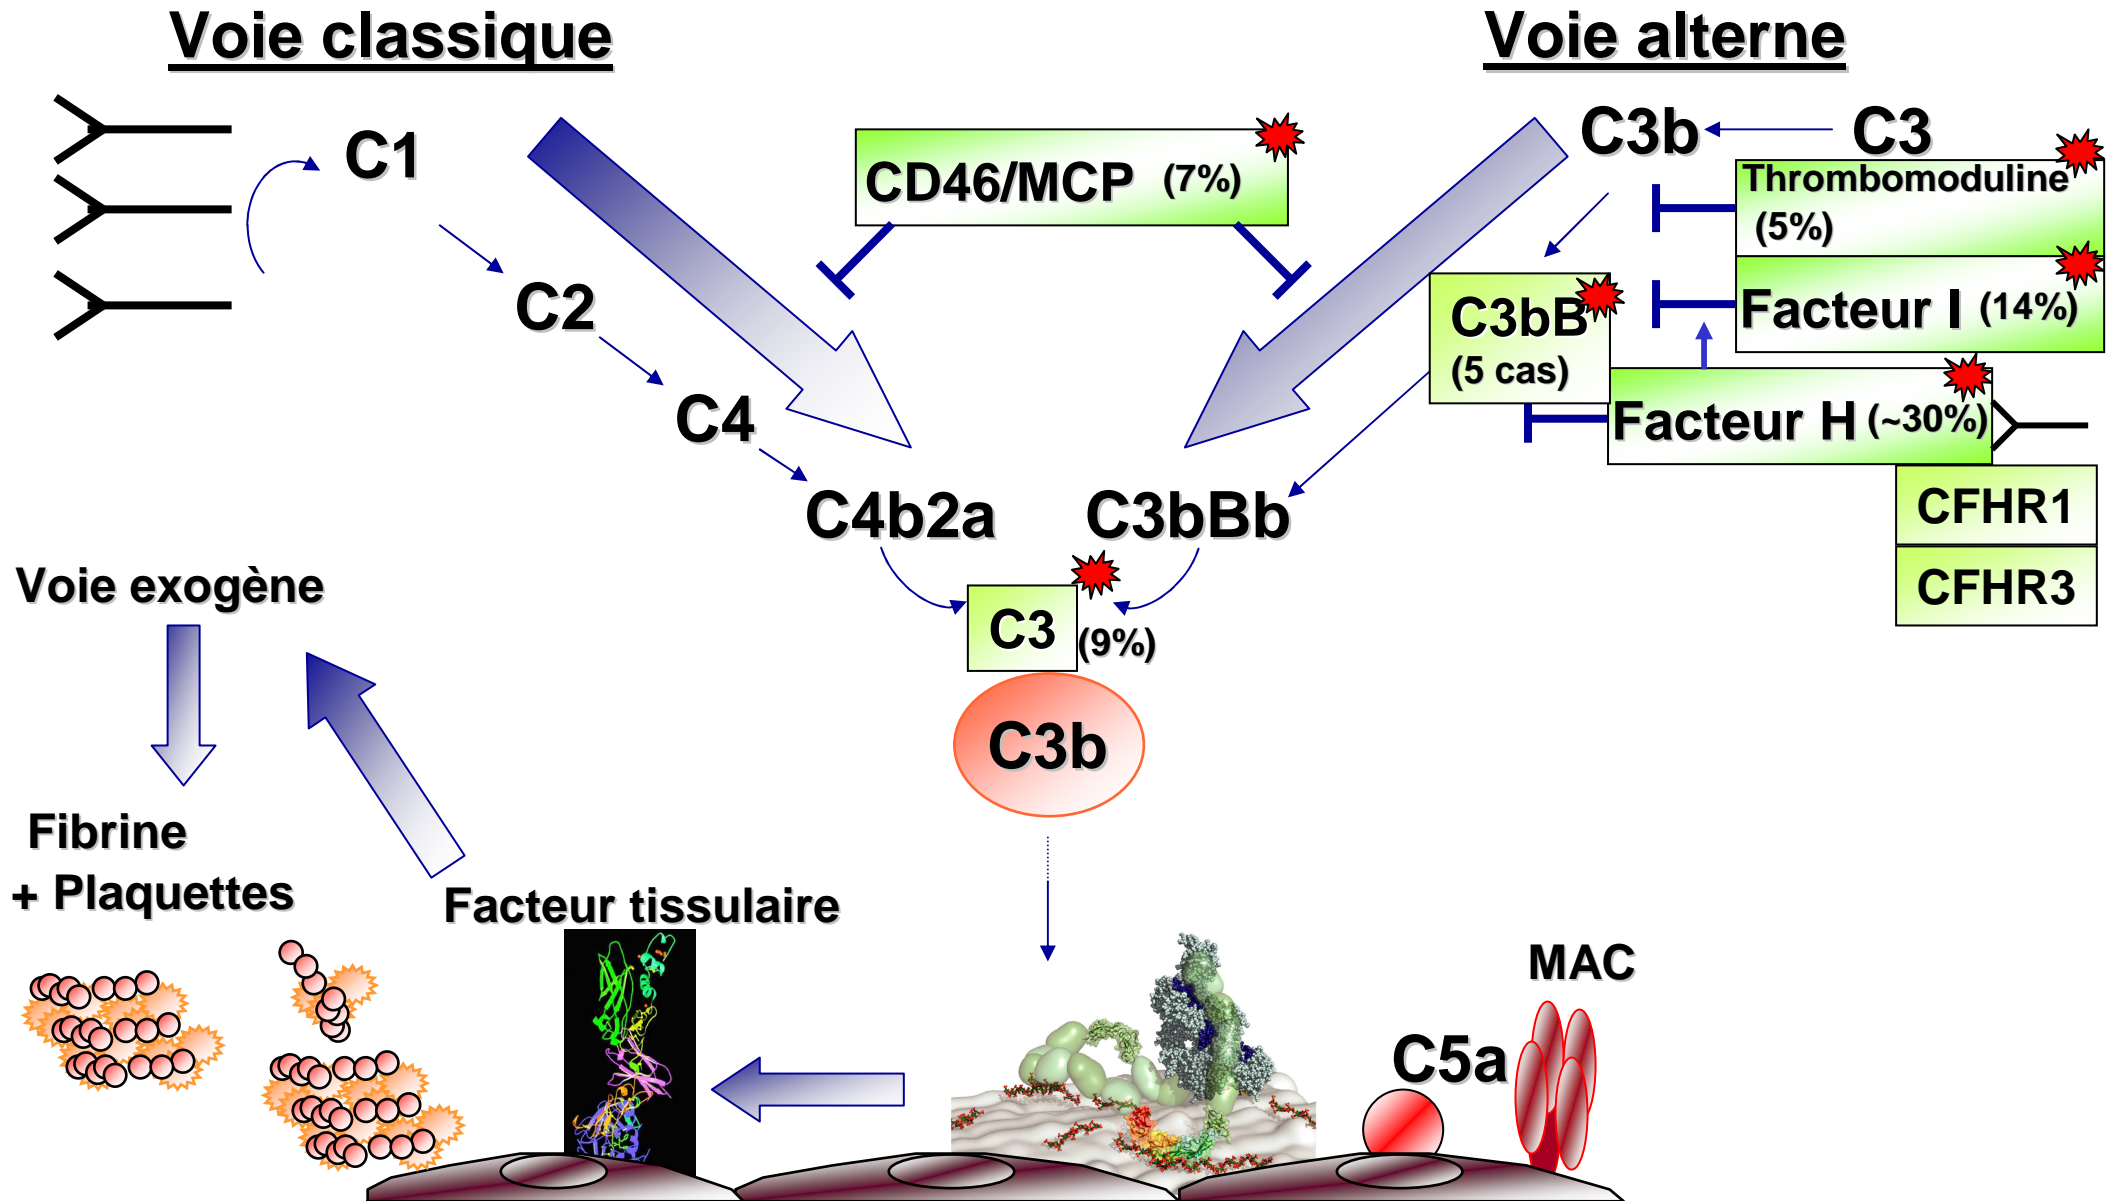 Voie classique
Voie alterne
C1
C3b
C3
CD46/MCP (7%)
Thrombomoduline
(5%)
C2
C3bB
(5 cas)
Facteur I (14%)
C4
Facteur H (~30%)
C4b2a
C3bBb
CFHR1
CFHR3
Voie exogène
C3
(9%)
C3b
Fibrine
+ Plaquettes
Facteur tissulaire
MAC
C5a